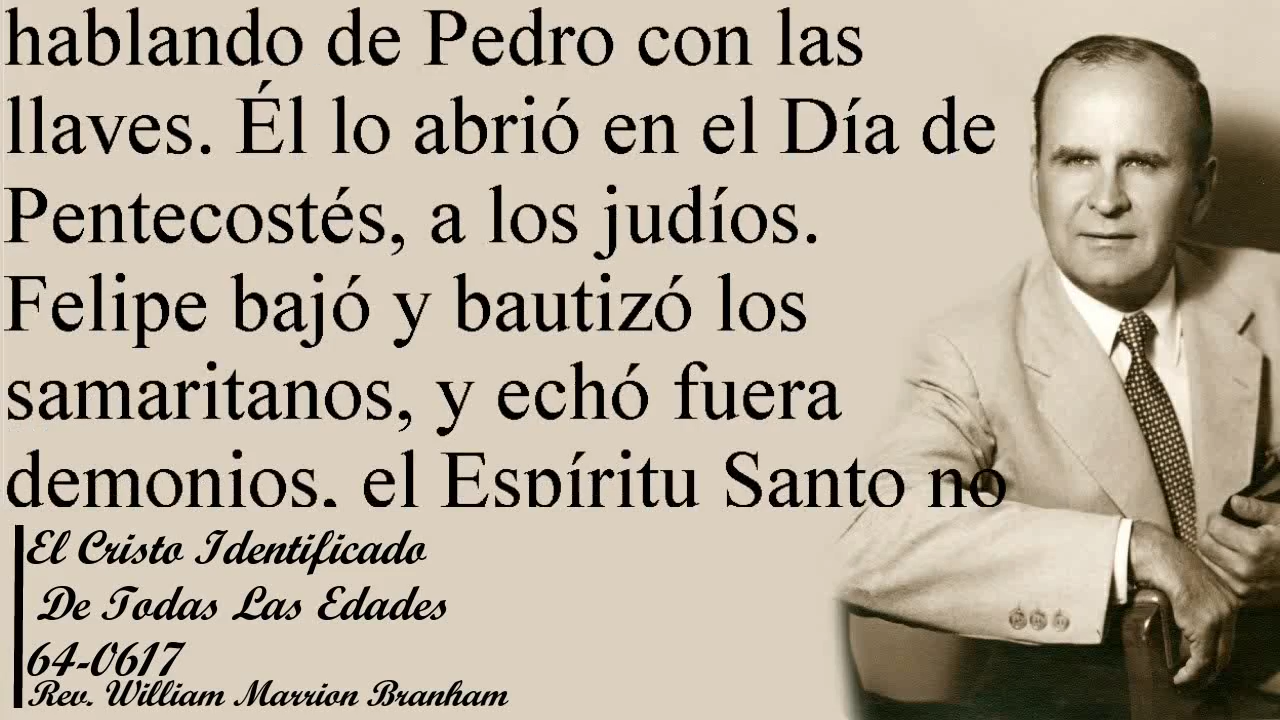 hablando de Pedro con las
llaves. Él lo abrió en el Día de
Pentecostés, a los judíos.
Felipe bajó y bautizó los
samaritanos, y echó fuera
demonios, el Espíritu Santo no
El Cristo Identificado
De Todas Las Edades
64-0617
Rev. William Marrion Branham